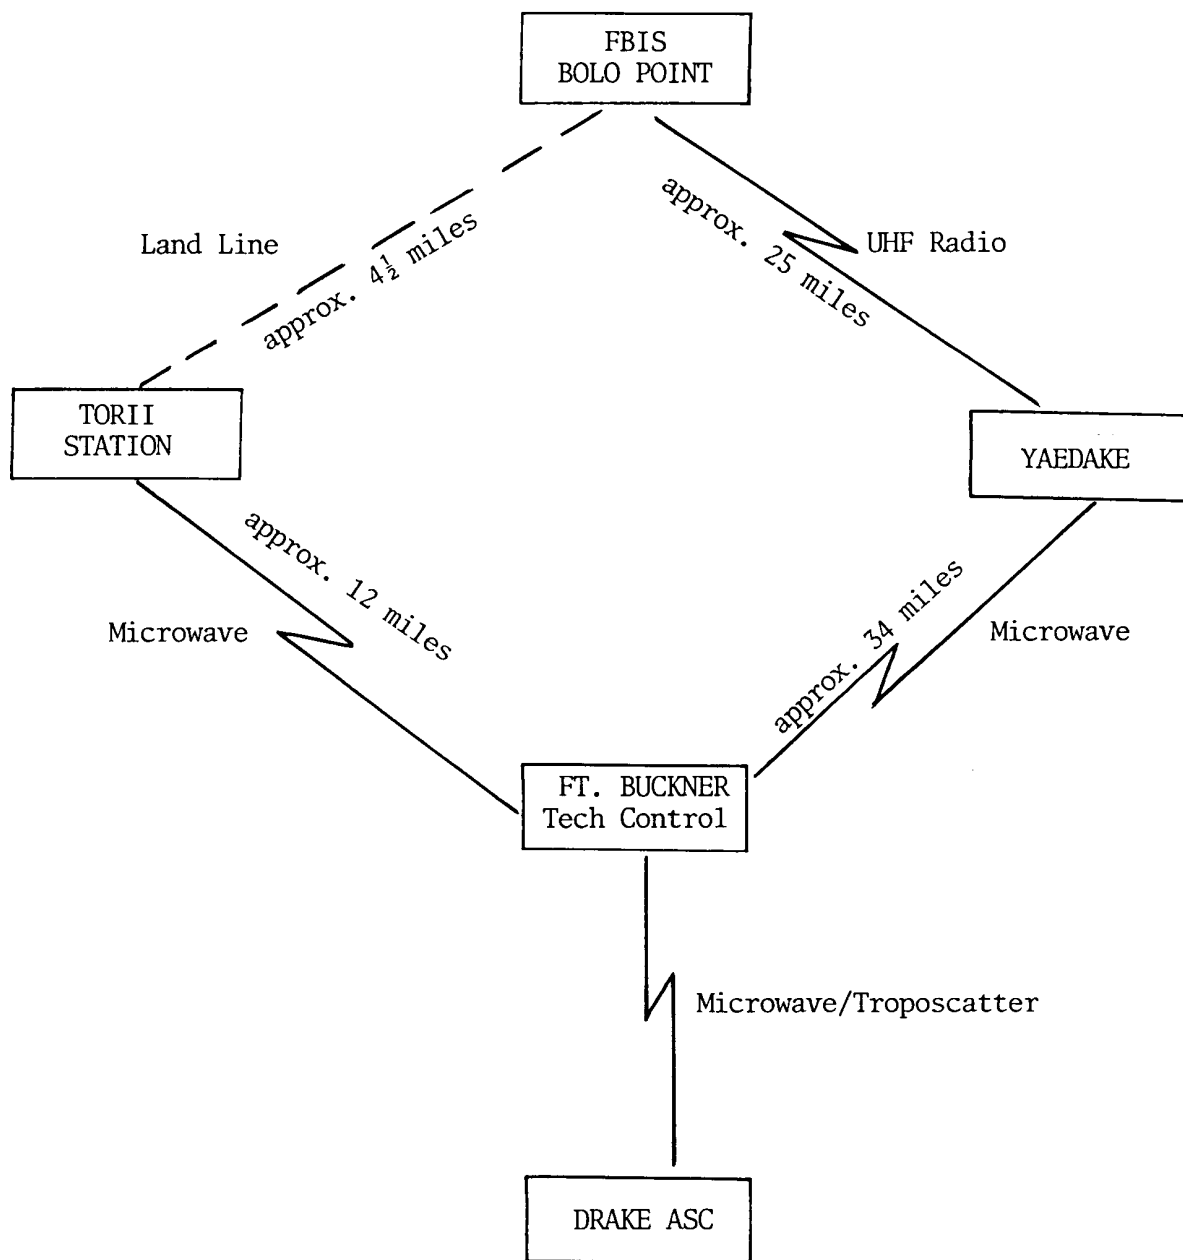 FBIS
BOLO POINT
Land Line
approx. 4½ miles
approx. 25 miles
UHF Radio
TORII
STATION
YAEDAKE
approx. 12 miles
Microwave
approx. 34 miles
Microwave
FT. BUCKNER
Tech Control
Microwave/Troposcatter
DRAKE ASC